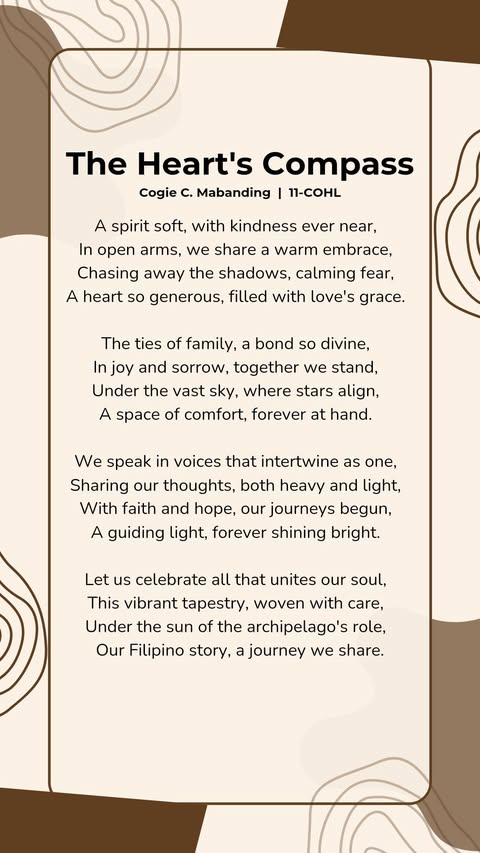 The Heart's Compass
Cogie C. Mabanding | 11-COHL
A spirit soft, with kindness ever near,
In open arms, we share a warm embrace,
Chasing away the shadows, calming fear,
A heart so generous, filled with love's grace.
The ties of family, a bond so divine,
In joy and sorrow, together we stand,
Under the vast sky, where stars align,
A space of comfort, forever at hand.
We speak in voices that intertwine as one,
Sharing our thoughts, both heavy and light,
With faith and hope, our journeys begun,
A guiding light, forever shining bright.
Let us celebrate all that unites our soul,
This vibrant tapestry, woven with care,
Under the sun of the archipelago's role,
Our Filipino story, a journey we share.